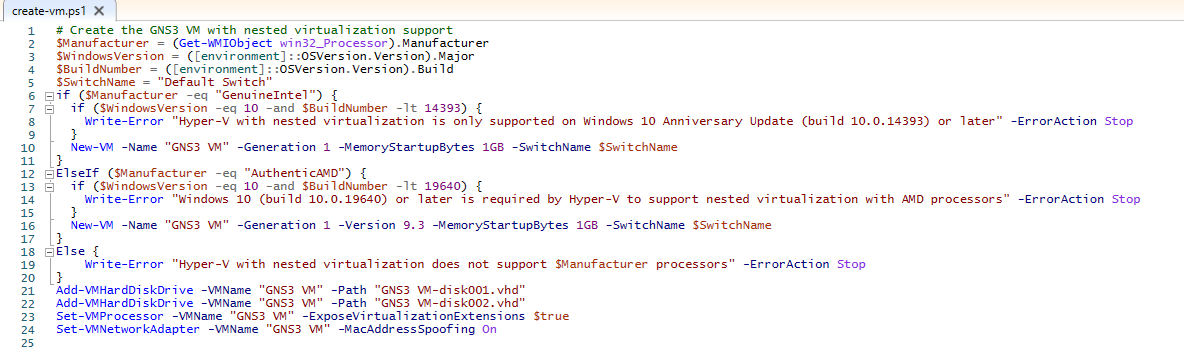 create-vm.ps1 X
1 # Create the GNS3 VM with nested virtualization support
2 $Manufacturer = (Get-WMIObject win32_Processor).Manufacturer
3 $WindowsVersion = ([environment]::OSVersion.Version).Major
4 $BuildNumber = ([environment]::OSVersion.Version).Build
5 $SwitchName = "Default Switch"
6 if ($Manufacturer -eq "GenuineIntel") {
7 if ($WindowsVersion -eq 10 -and $BuildNumber -lt 14393) {
8 Write-Error "Hyper-V with nested virtualization is only supported on Windows 10 Anniversary Update (build 10.0.14393) or later" -ErrorAction Stop
9 }
10 New-VM -Name "GNS3 VM" -Generation 1 -MemoryStartupBytes 1GB -SwitchName $SwitchName
11 }
12 ElseIf ($Manufacturer -eq "AuthenticAMD") {
13 if ($WindowsVersion -eq 10 -and $BuildNumber -lt 19640) {
14 Write-Error "Windows 10 (build 10.0.19640) or later is required by Hyper-V to support nested virtualization with AMD processors" -ErrorAction Stop
15 }
16 New-VM -Name "GNS3 VM" -Generation 1 -Version 9.3 -MemoryStartupBytes 1GB -SwitchName $SwitchName
17 }
18 Else {
19 Write-Error "Hyper-V with nested virtualization does not support $Manufacturer processors" -ErrorAction Stop
20 }
21 Add-VMHardDiskDrive -VMName "GNS3 VM" -Path "GNS3 VM-disk001.vhd"
22 Add-VMHardDiskDrive -VMName "GNS3 VM" -Path "GNS3 VM-disk002.vhd"
23 Set-VMProcessor -VMName "GNS3 VM" -ExposeVirtualizationExtensions $true
24 Set-VMNetworkAdapter -VMName "GNS3 VM" -MacAddressSpoofing On
25